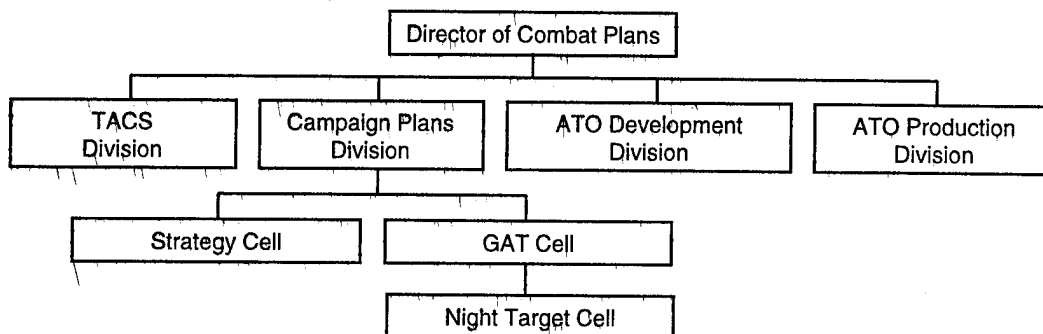 Director of Combat Plans
TACS
Division
Campaign Plans
Division
ATO Development
Division
ATO Production
Division
Strategy Cell
GAT Cell
Night Target Cell